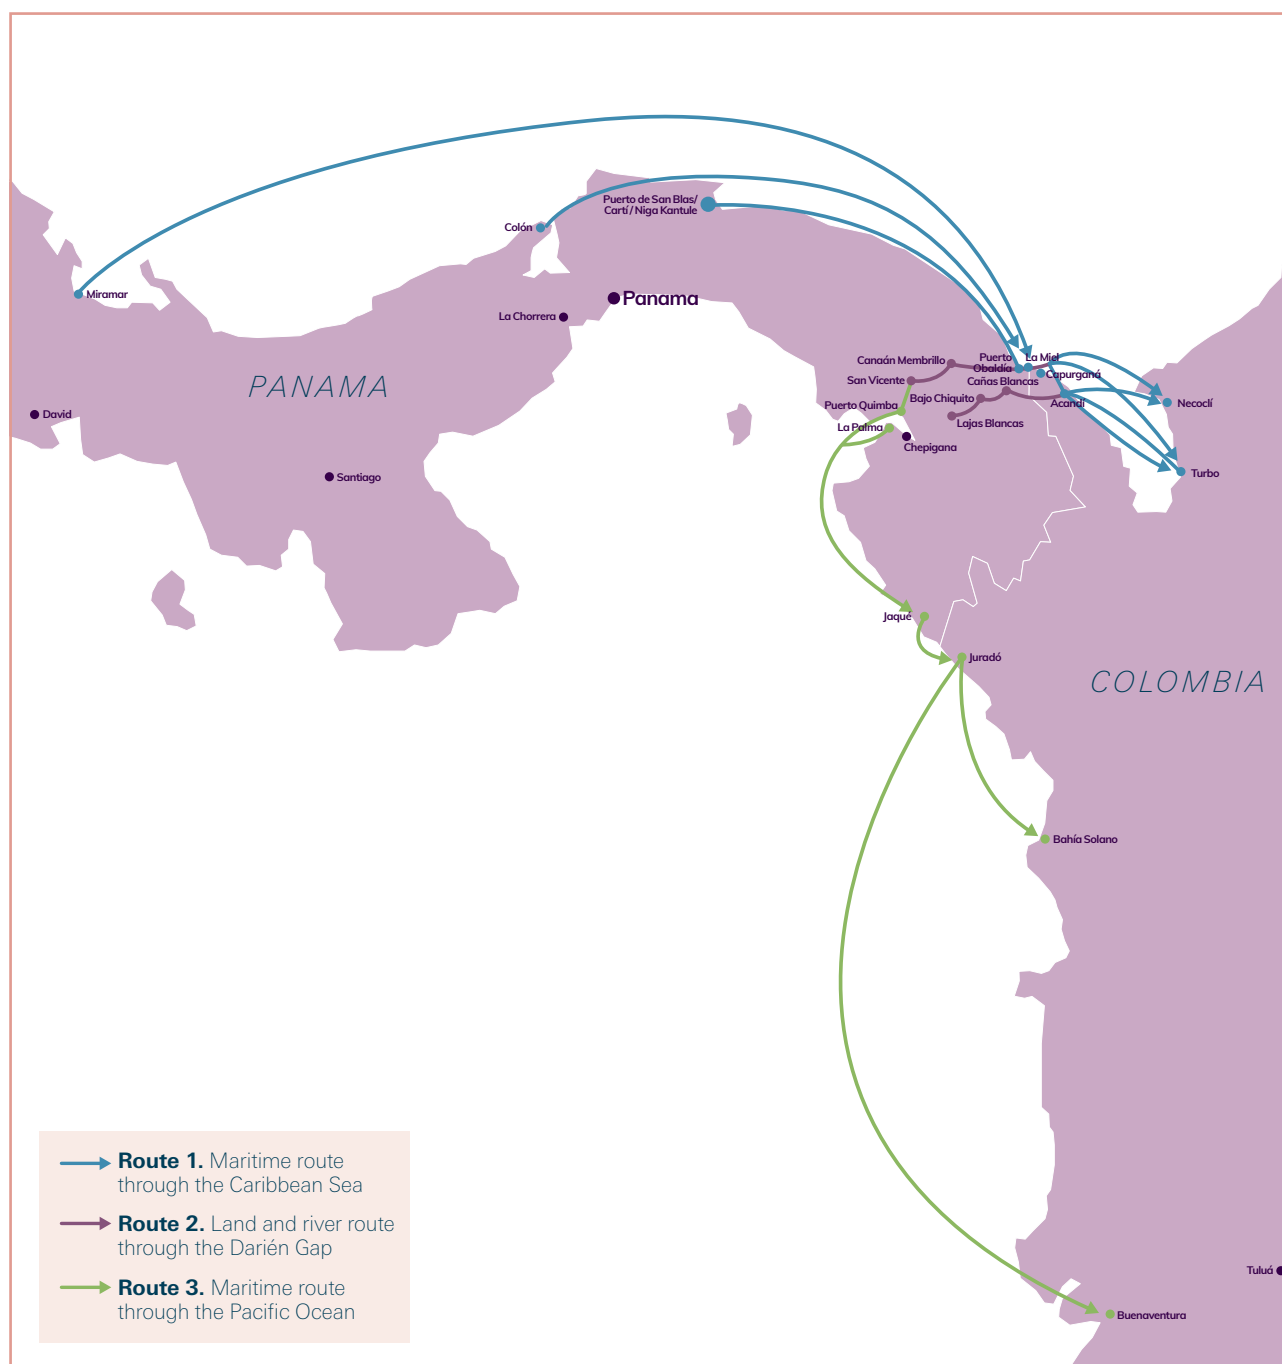 Puerto de San Blas/
Cartí / Niga Kantule
Colón
Miramar
Panama
La Chorrera
PANAMA
Canaán Membrillo
Puerto
Obaldía
La Miel
Capurganá
San Vicente
Cañas Blancas
Bajo Chiquito
Acandí
Necoclí
Puerto Quimba
David
La Palma
Lajas Blancas
Chepigana
Turbo
Santiago
Jaqué
Juradó
COLOMBIA
Bahía Solano
Route 1. Maritime route
through the Caribbean Sea
Route 2. Land and river route
through the Darién Gap
Route 3. Maritime route
through the Pacific Ocean
Tuluá
Buenaventura